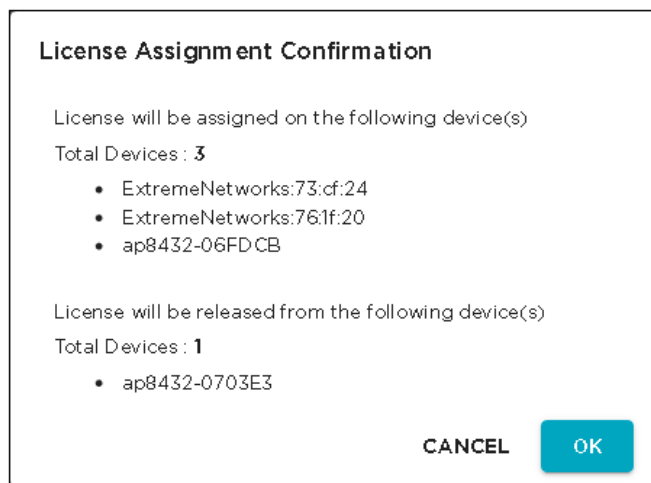 License Assignment Confirmation
License will be assigned on the following device(s)
Total Devices : 3
• ExtremeNetworks:73:cf:24
• ExtremeNetworks:76:1f:20
• ap8432-06FDCB
License will be released from the following device(s)
Total Devices : 1
• ap8432-0703E3
CANCEL OK